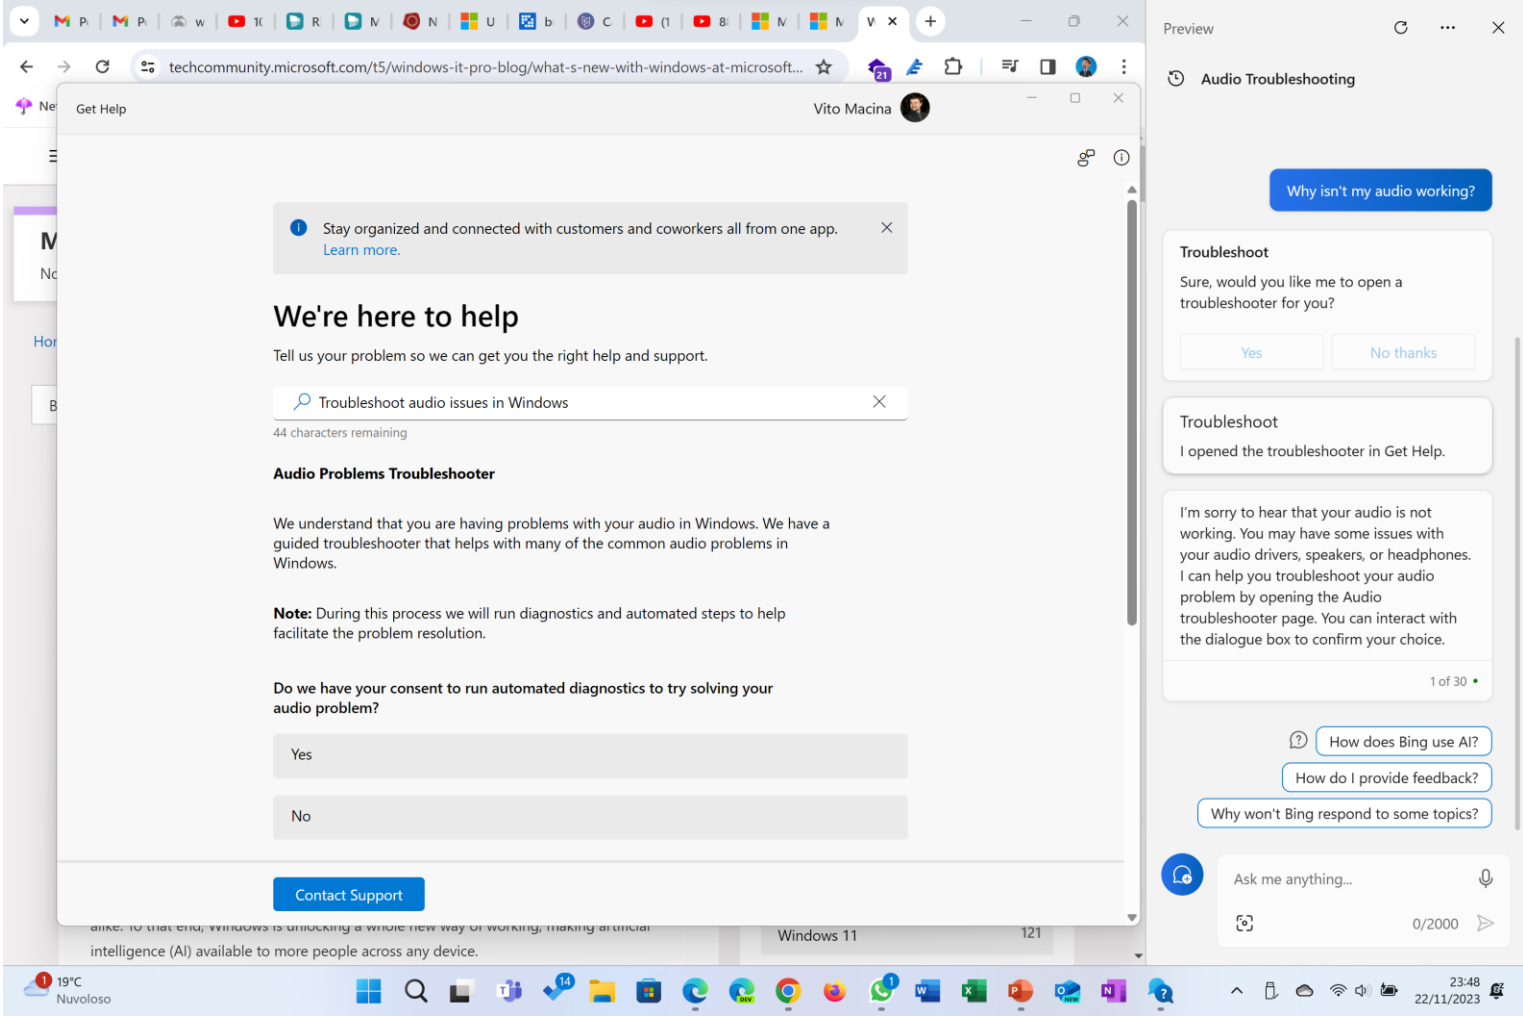 techcommunity.microsoft.com/t5/windows-it-pro-blog/what-s-new-with-windows-at-microsoft...
21
Get Help
Vito Macina
Stay organized and connected with customers and coworkers all from one app.
Learn more.
We're here to help
Tell us your problem so we can get you the right help and support.
Troubleshoot audio issues in Windows
44 characters remaining
Audio Problems Troubleshooter
We understand that you are having problems with your audio in Windows. We have a
guided troubleshooter that helps with many of the common audio problems in
Windows.
Note: During this process we will run diagnostics and automated steps to help
facilitate the problem resolution.
Do we have your consent to run automated diagnostics to try solving your
audio problem?
Yes
No
Contact Support
intelligence (AI) available to more people across any device.
Windows 11
121
Preview
Audio Troubleshooting
Why isn't my audio working?
Troubleshoot
Sure, would you like me to open a
troubleshooter for you?
Yes
No thanks
Troubleshoot
I opened the troubleshooter in Get Help.
I'm sorry to hear that your audio is not
working. You may have some issues with
your audio drivers, speakers, or headphones.
I can help you troubleshoot your audio
problem by opening the Audio
troubleshooter page. You can interact with
the dialogue box to confirm your choice.
1 of 30
How does Bing use AI?
How do I provide feedback?
Why won't Bing respond to some topics?
Ask me anything...
0/2000
1
19°C
Nuvoloso
14
DEV
1
NEW
23:48
22/11/2023